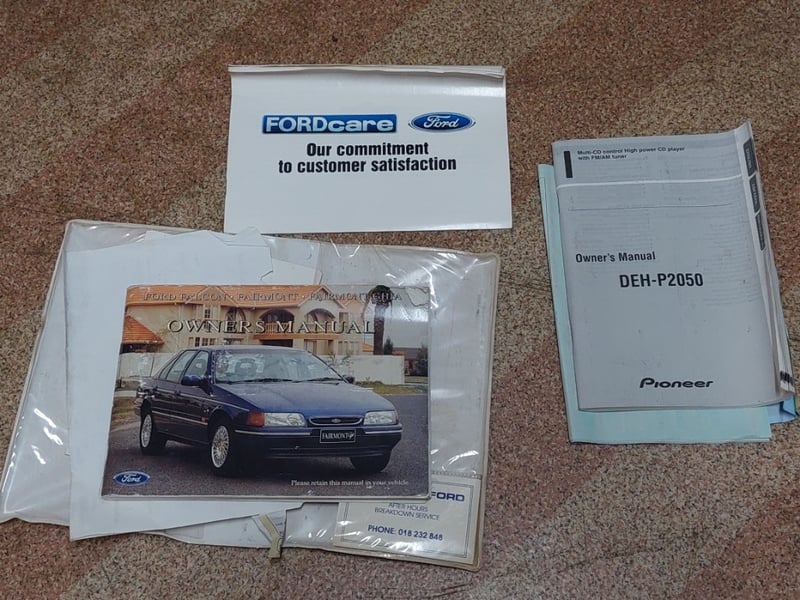 FORDcare Ford
Our commitment
to customer satisfaction
Multi-CD control High power CD player
with FM/AM tuner
Owner's Manual
DEH-P2050
Pioneer
FORD FALCON · FAIRMONT · FAIRMONT GHIA
OWNERS MANUAL
FAIRMONT
Ford
Please retain this manual in your vehicle.
FORD
AFTER HOURS
BREAKDOWN SERVICE
PHONE: 018 232 848